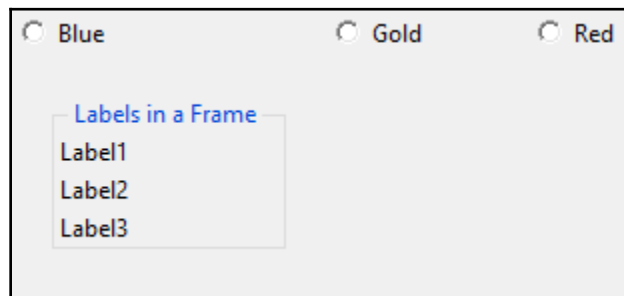 Blue Gold Red
Labels in a Frame
Label1
Label2
Label3